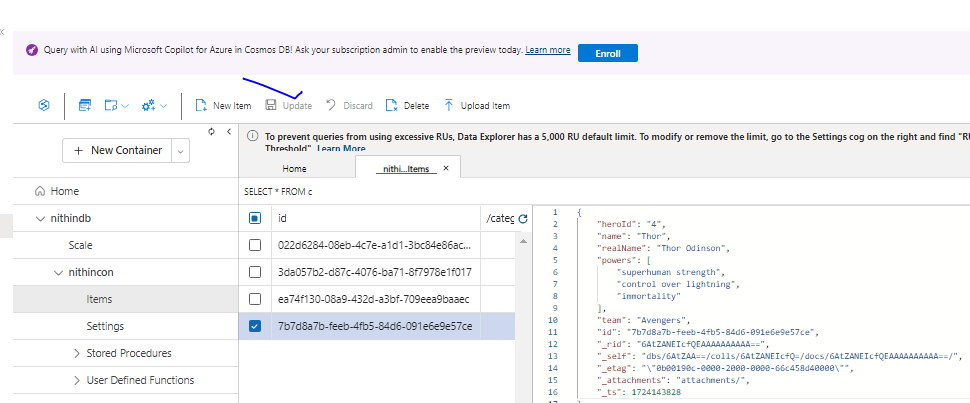 Query with AI using Microsoft Copilot for Azure in Cosmos DB! Ask your subscription admin to enable the preview today. Learn more
Enroll
New Item
Update
Discard
Delete
Upload Item
+ New Container
To prevent queries from using excessive RUs, Data Explorer has a 5,000 RU default limit. To modify or remove the limit, go to the Settings cog on the right and find "RU
Threshold". Learn More
Home
nithi...Items
SELECT * FROM c
Home
nithindb
Scale
nithincon
Items
Settings
Stored Procedures
User Defined Functions
id
/categ
022d6284-08eb-4c7e-a1d1-3bc84e86ac...
3da057b2-d87c-4076-ba71-8f7978e1f017
ea74f130-08a9-432d-a3bf-709eea9baaec
7b7d8a7b-feeb-4fb5-84d6-091e6e9e57ce
1 {
2 "heroId": "4",
3 "name": "Thor",
4 "realName": "Thor Odinson",
5 "powers": [
6 "superhuman strength",
7 "control over lightning",
8 "immortality"
9 ],
10 "team": "Avengers",
11 "id": "7b7d8a7b-feeb-4fb5-84d6-091e6e9e57ce",
12 "_rid": "6AtZANEIcfQEAAAAAAAAAA==",
13 "_self": "dbs/6AtZAA==/colls/6AtZANEIcfQ=/docs/6AtZANEIcfQEAAAAAAAAAA==/",
14 "_etag": "\"0b00190c-0000-2000-0000-66c458d40000\"",
15 "_attachments": "attachments/",
16 "_ts": 1724143828